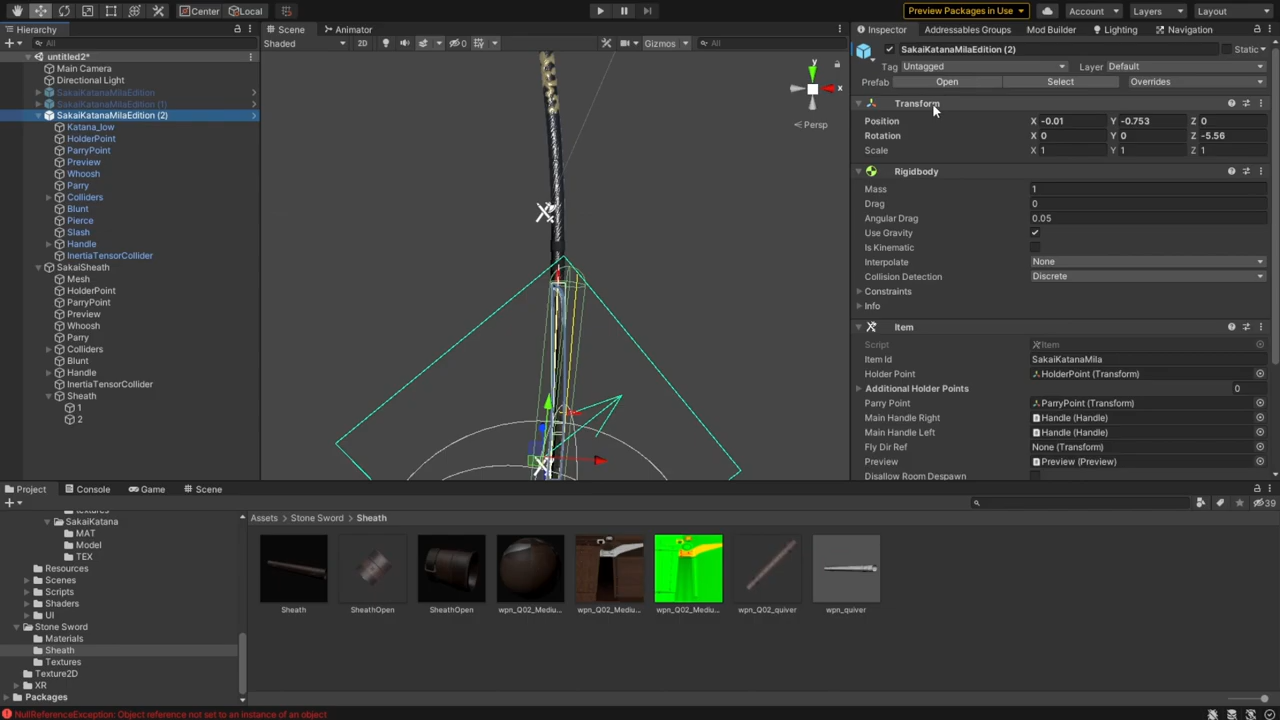 Center
Local
Preview Packages in Use
Account
Layers
Layout
Hierarchy
All
untitled2*
Main Camera
Directional Light
SakaiKatanaMilaEdition
SakaiKatanaMilaEdition (1)
SakaiKatanaMilaEdition (2)
Katana_low
HolderPoint
ParryPoint
Preview
Whoosh
Parry
Colliders
Blunt
Pierce
Slash
Handle
InertiaTensorCollider
SakaiSheath
Mesh
HolderPoint
ParryPoint
Preview
Whoosh
Parry
Colliders
Blunt
Handle
InertiaTensorCollider
Sheath
1
2
Scene
Animator
Shaded
2D
0
Gizmos
All
y
x
Persp
Inspector
Addressables Groups
Mod Builder
Lighting
Navigation
SakaiKatanaMilaEdition (2)
Static
Tag Untagged
Layer Default
Prefab Open Select Overrides
Transform
Position X -0.01 Y -0.753 Z 0
Rotation X 0 Y 0 Z -5.56
Scale X 1 Y 1 Z 1
Rigidbody
Mass 1
Drag 0
Angular Drag 0.05
Use Gravity
Is Kinematic
Interpolate None
Collision Detection Discrete
Constraints
Info
Item
Script Item
Item Id SakaiKatanaMila
Holder Point HolderPoint (Transform)
Additional Holder Points 0
Parry Point ParryPoint (Transform)
Main Handle Right Handle (Handle)
Main Handle Left Handle (Handle)
Fly Dir Ref None (Transform)
Preview Preview (Preview)
Disallow Room Despawn
Project
Console
Game
Scene
39
SakaiKatana
MAT
Model
TEX
Resources
Scenes
Scripts
Shaders
UI
Stone Sword
Materials
Sheath
Textures
Texture2D
XR
Packages
Assets
Stone Sword
Sheath
Sheath
SheathOpen
SheathOpen
wpn_Q02_Mediu...
wpn_Q02_Mediu...
wpn_Q02_Mediu...
wpn_Q02_quiver
wpn_quiver
NullReferenceException: Object reference not set to an instance of an object